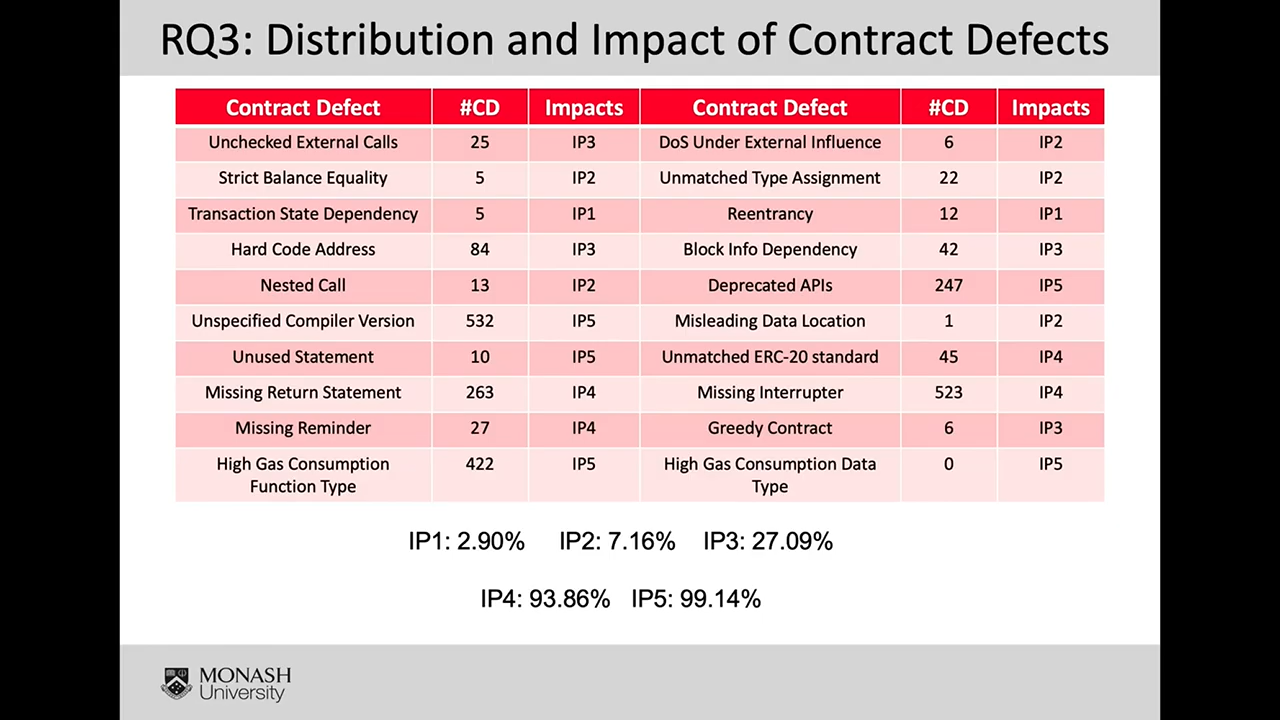 RQ3: Distribution and Impact of Contract Defects
Contract Defect #CD Impacts Contract Defect #CD Impacts
Unchecked External Calls 25 IP3 DoS Under External Influence 6 IP2
Strict Balance Equality 5 IP2 Unmatched Type Assignment 22 IP2
Transaction State Dependency 5 IP1 Reentrancy 12 IP1
Hard Code Address 84 IP3 Block Info Dependency 42 IP3
Nested Call 13 IP2 Deprecated APIs 247 IP5
Unspecified Compiler Version 532 IP5 Misleading Data Location 1 IP2
Unused Statement 10 IP5 Unmatched ERC-20 standard 45 IP4
Missing Return Statement 263 IP4 Missing Interrupter 523 IP4
Missing Reminder 27 IP4 Greedy Contract 6 IP3
High Gas Consumption 422 IP5 High Gas Consumption Data 0 IP5
Function Type Type
IP1: 2.90% IP2: 7.16% IP3: 27.09%
IP4: 93.86% IP5: 99.14%
MONASH
University